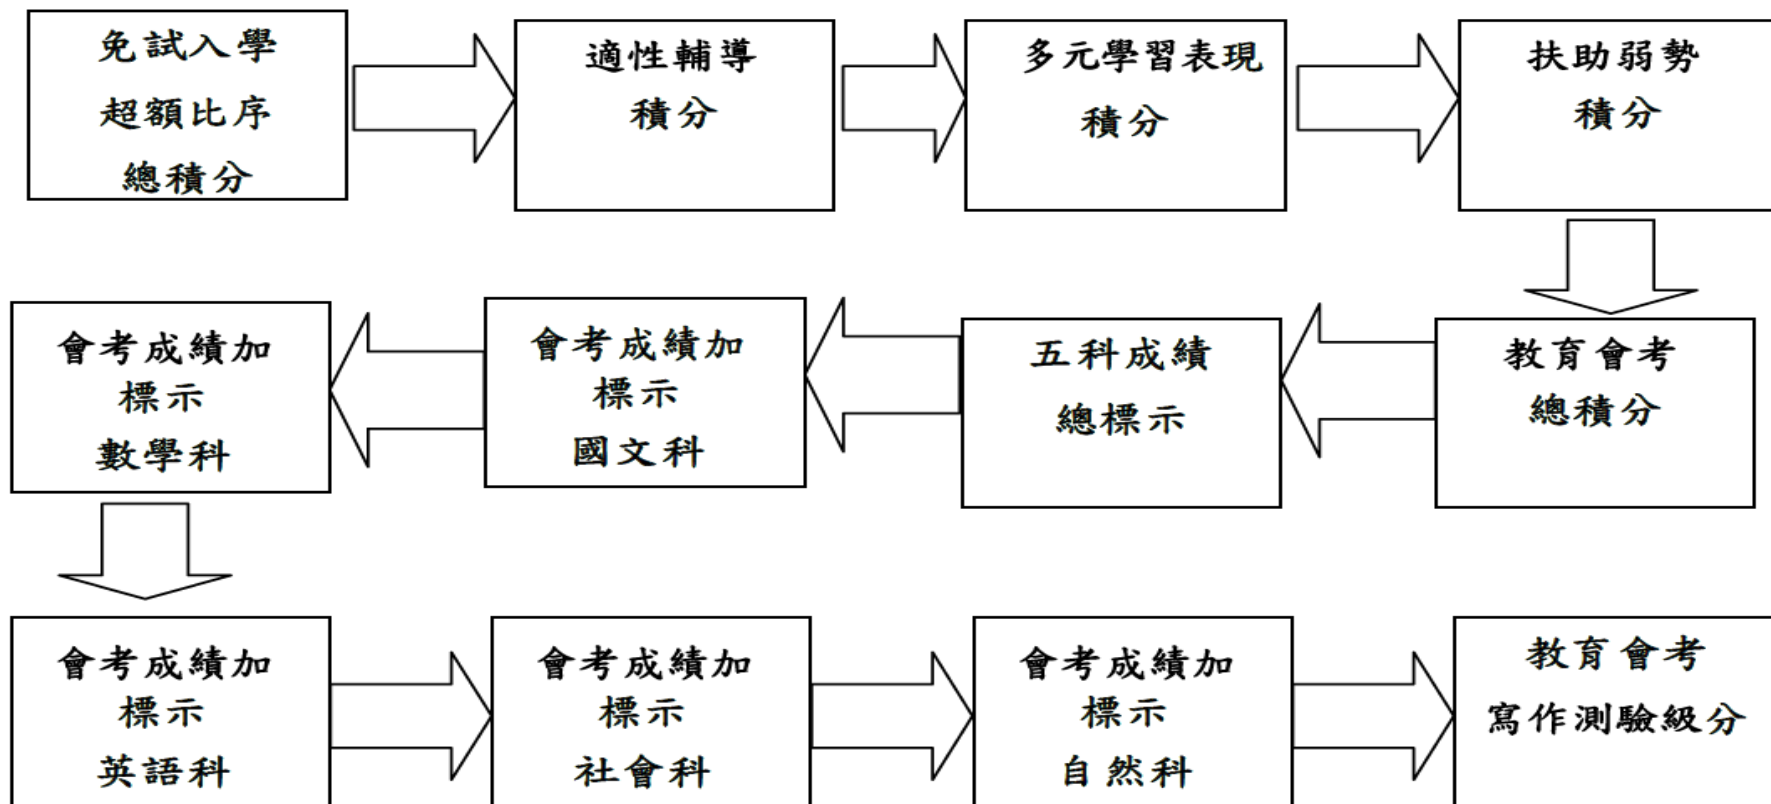 免試入學
超額比序
總積分
適性輔導
積分
多元學習表現
積分
扶助弱勢
積分
教育會考
總積分
五科成績
總標示
會考成績加
標示
國文科
會考成績加
標示
數學科
會考成績加
標示
英語科
會考成績加
標示
社會科
會考成績加
標示
自然科
教育會考
寫作測驗級分